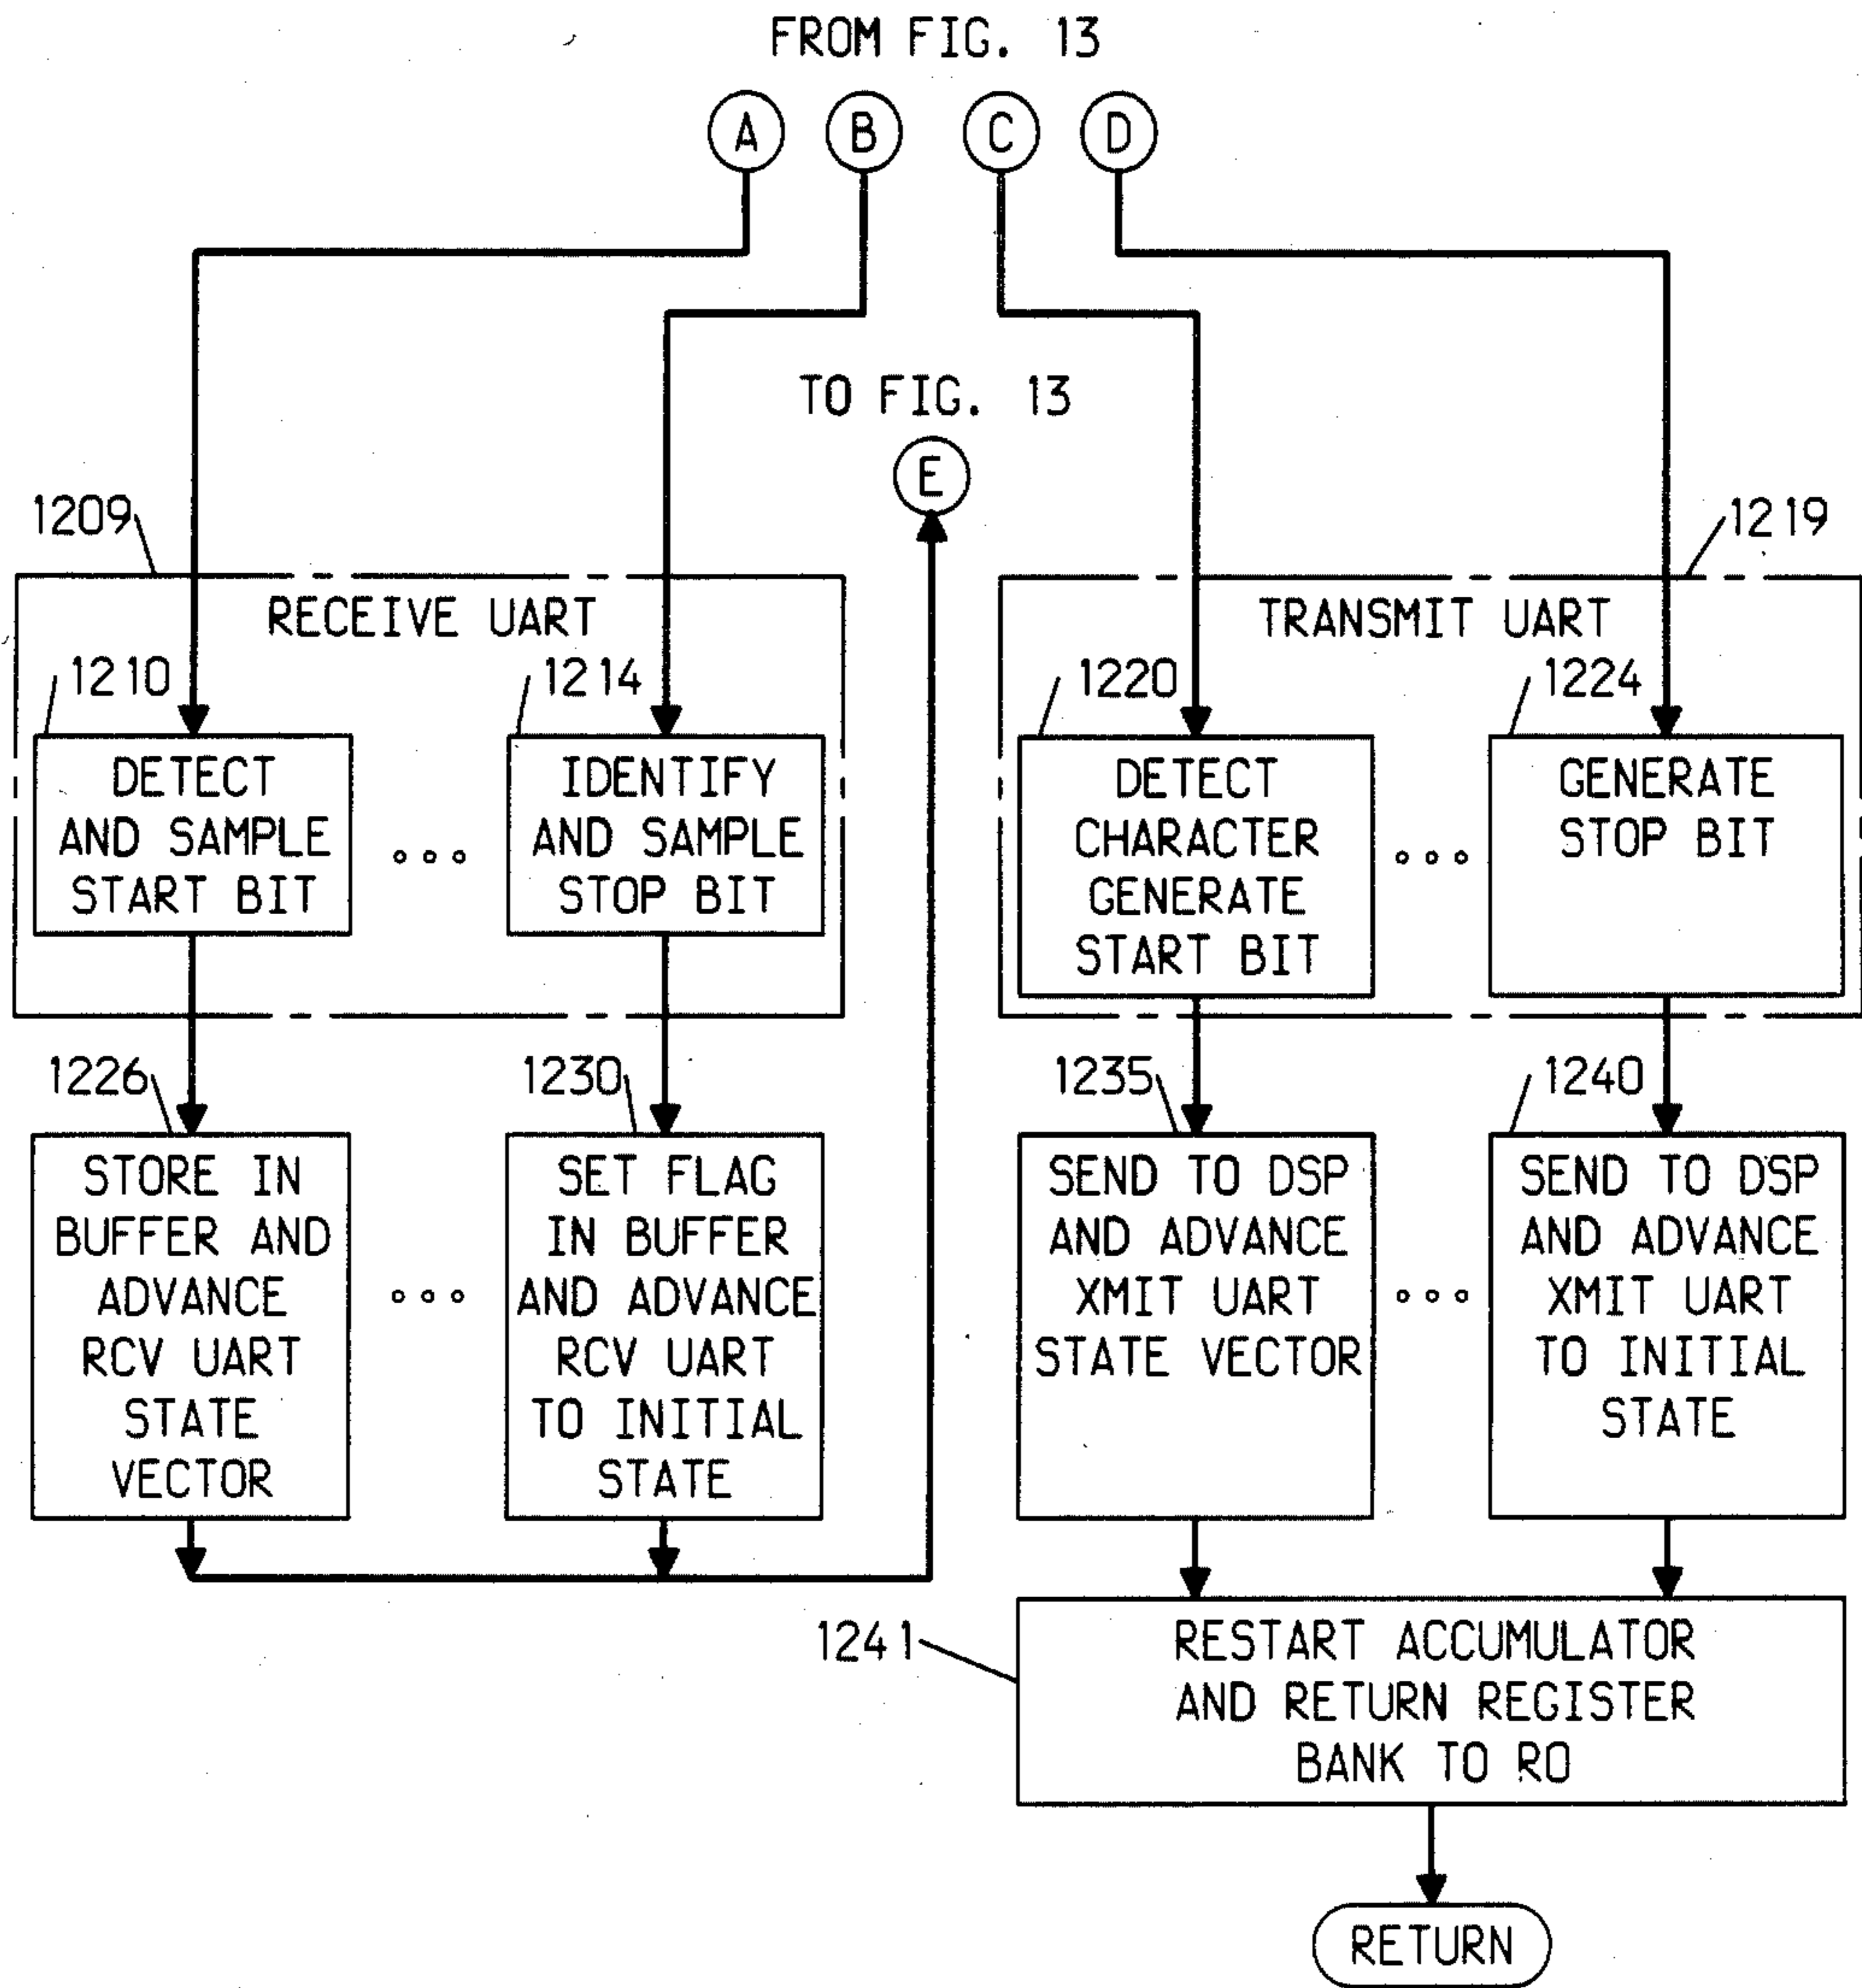 FROM FIG. 13
A B C D
TO FIG. 13
E
1209
1219
RECEIVE UART
TRANSMIT UART
1210
1214
1220
1224
DETECT
AND SAMPLE
START BIT
IDENTIFY
AND SAMPLE
STOP BIT
DETECT
CHARACTER
GENERATE
START BIT
GENERATE
STOP BIT
1226
1230
1235
1240
STORE IN
BUFFER AND
ADVANCE
RCV UART
STATE
VECTOR
SET FLAG
IN BUFFER
AND ADVANCE
RCV UART
TO INITIAL
STATE
SEND TO DSP
AND ADVANCE
XMIT UART
STATE VECTOR
SEND TO DSP
AND ADVANCE
XMIT UART
TO INITIAL
STATE
1241
RESTART ACCUMULATOR
AND RETURN REGISTER
BANK TO R0
RETURN